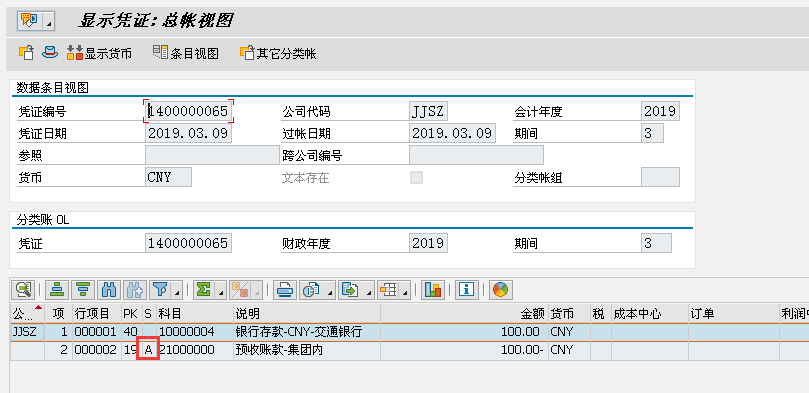 显示凭证:总帐视图
显示货币 条目视图 其它分类帐
数据条目视图
凭证编号 1400000065 公司代码 JJSZ 会计年度 2019
凭证日期 2019.03.09 过帐日期 2019.03.09 期间 3
参照 跨公司编号
货币 CNY 文本存在 分类帐组
分类账 0L
凭证 1400000065 财政年度 2019 期间 3
公... 项 行项目 PK S 科目 说明 金额 货币 税 成本中心 订单 利润
JJSZ 1 000001 40 10000004 银行存款-CNY-交通银行 100.00 CNY
2 000002 19 A 21000000 预收账款-集团内 100.00- CNY